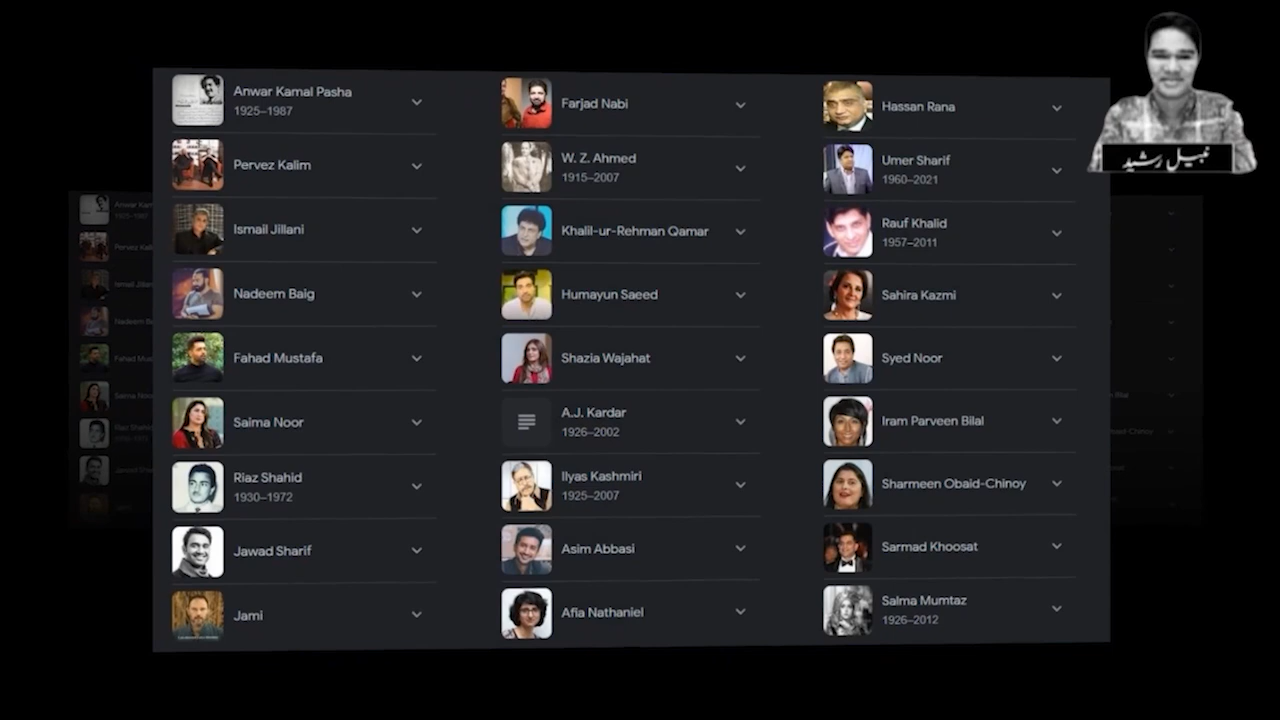 Anwar Kamal Pasha
1925–1987
Pervez Kalim
Ismail Jillani
Nadeem Baig
Fahad Mustafa
Saima Noor
Riaz Shahid
1930–1972
Jawad Sharif
Jami
Farjad Nabi
W. Z. Ahmed
1915–2007
Khalil-ur-Rehman Qamar
Humayun Saeed
Shazia Wajahat
A.J. Kardar
1926–2002
Ilyas Kashmiri
1925–2007
Asim Abbasi
Afia Nathaniel
Hassan Rana
Umer Sharif
1960–2021
Rauf Khalid
1957–2011
Sahira Kazmi
Syed Noor
Iram Parveen Bilal
Sharmeen Obaid-Chinoy
Sarmad Khoosat
Salma Mumtaz
1926–2012
نبیل رشید